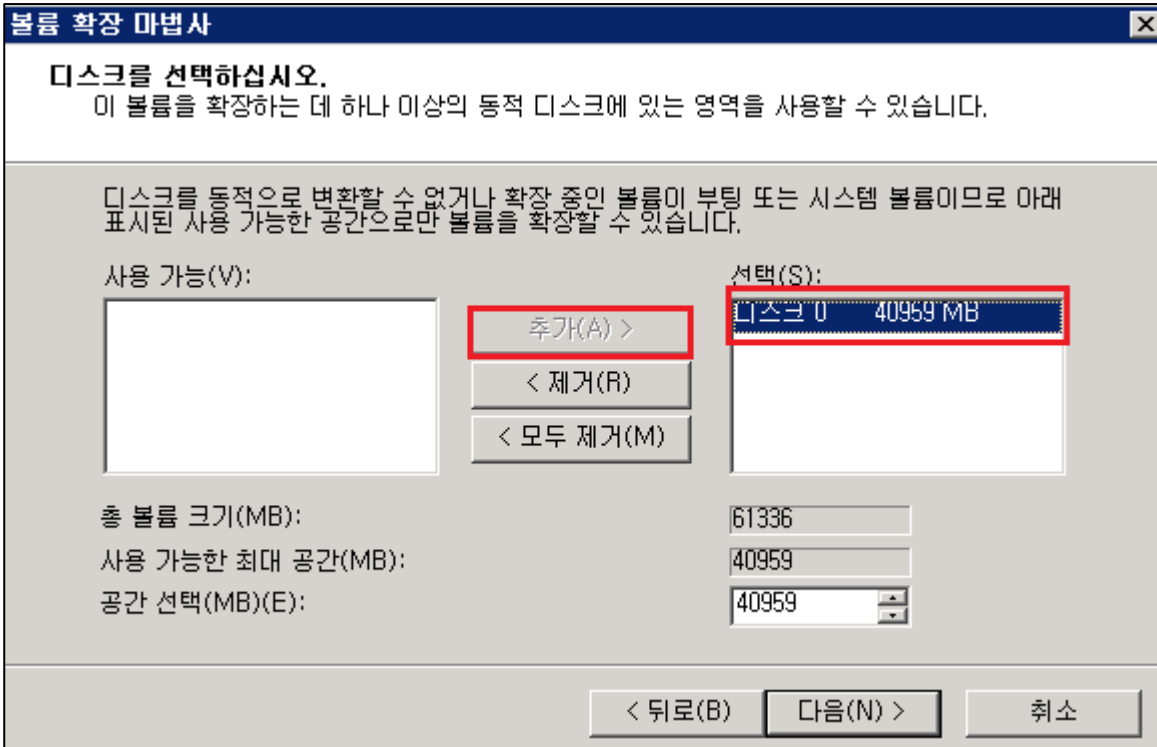 볼륨 확장 마법사
디스크를 선택하십시오.
이 볼륨을 확장하는 데 하나 이상의 동적 디스크에 있는 영역을 사용할 수 있습니다.
디스크를 동적으로 변환할 수 없거나 확장 중인 볼륨이 부팅 또는 시스템 볼륨이므로 아래
표시된 사용 가능한 공간으로만 볼륨을 확장할 수 있습니다.
사용 가능(V):
선택(S):
디스크 0 40959 MB
추가(A) >
< 제거(R)
< 모두 제거(M)
총 볼륨 크기(MB): 61336
사용 가능한 최대 공간(MB): 40959
공간 선택(MB)(E): 40959
< 뒤로(B) 다음(N) > 취소